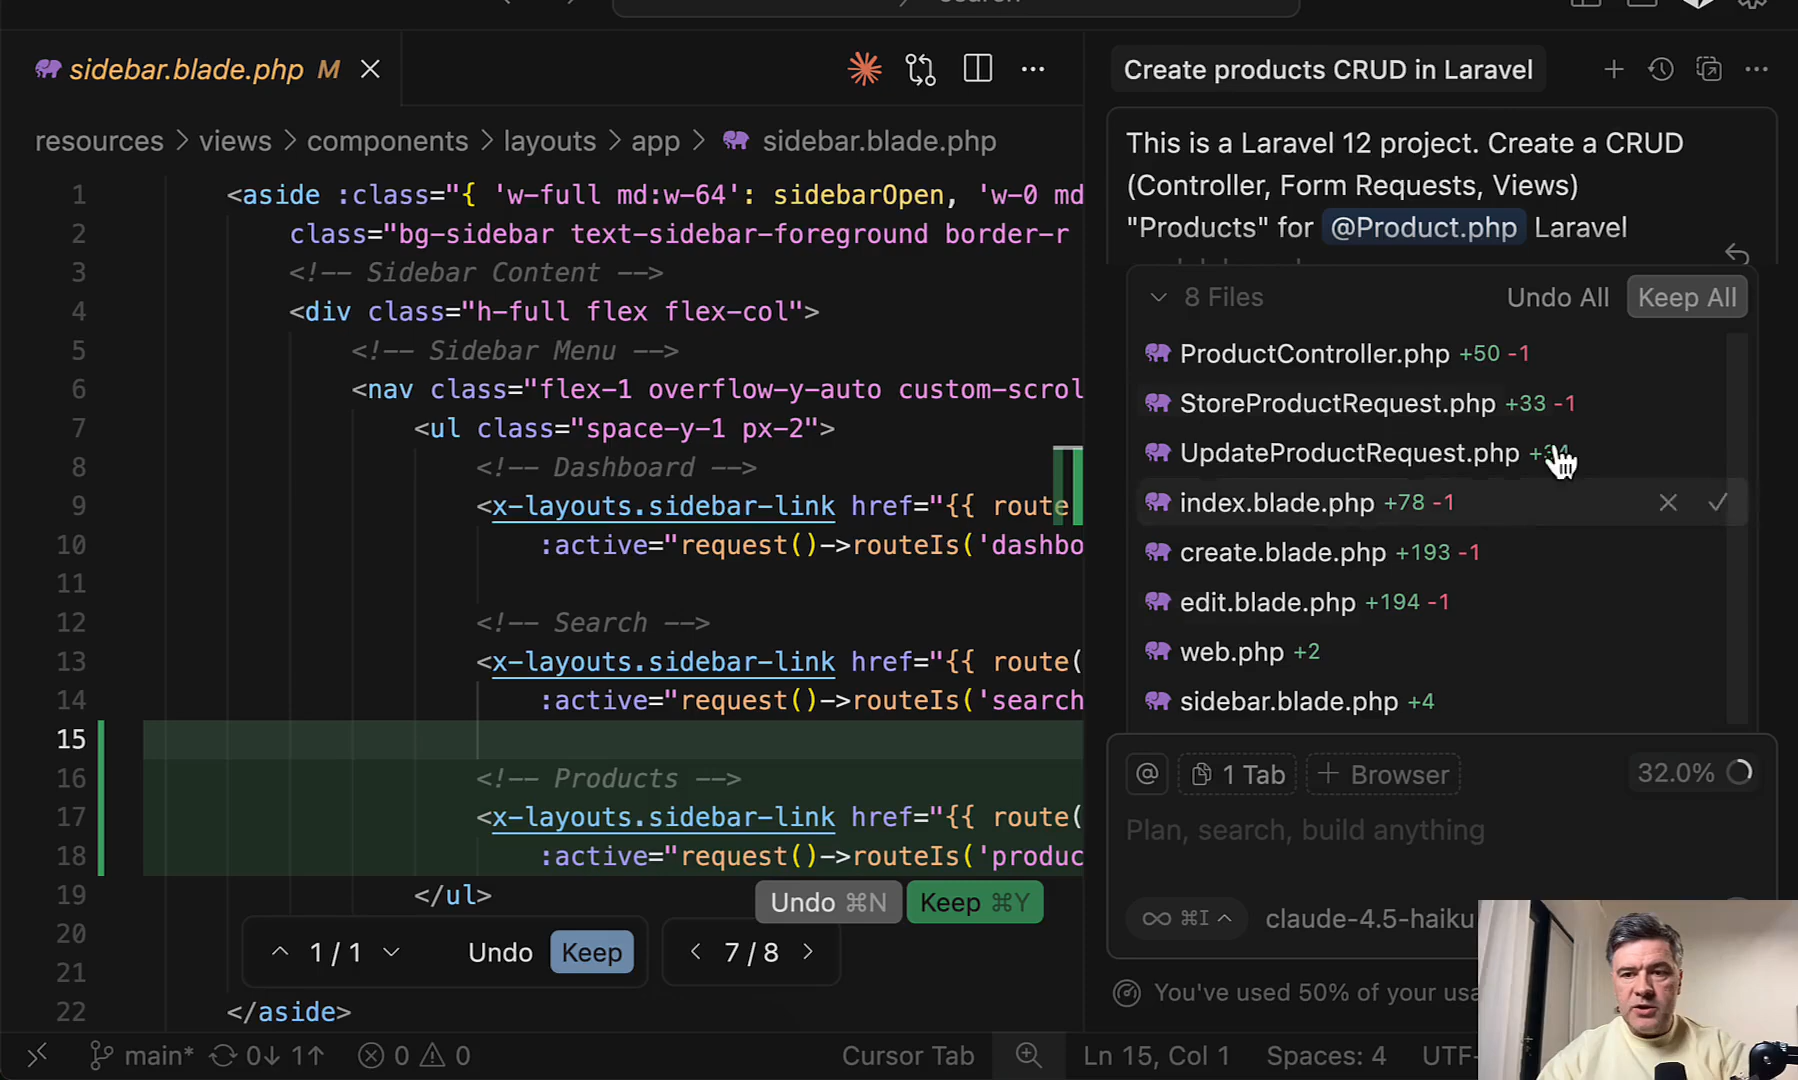 search
sidebar.blade.php M
resources > views > components > layouts > app > sidebar.blade.php
1 <aside :class="{ 'w-full md:w-64': sidebarOpen, 'w-0 md
2 class="bg-sidebar text-sidebar-foreground border-r
3 <!-- Sidebar Content -->
4 <div class="h-full flex flex-col">
5 <!-- Sidebar Menu -->
6 <nav class="flex-1 overflow-y-auto custom-scrol
7 <ul class="space-y-1 px-2">
8 <!-- Dashboard -->
9 <x-layouts.sidebar-link href="{{ route
10 :active="request()->routeIs('dashbo
11
12 <!-- Search -->
13 <x-layouts.sidebar-link href="{{ route(
14 :active="request()->routeIs('search
15
16 <!-- Products -->
17 <x-layouts.sidebar-link href="{{ route(
18 :active="request()->routeIs('produc
19 </ul>
20
21
22 </aside>
Undo ⌘N Keep ⌘Y
1 / 1 Undo Keep
7 / 8
Create products CRUD in Laravel
This is a Laravel 12 project. Create a CRUD
(Controller, Form Requests, Views)
"Products" for @Product.php Laravel
8 Files Undo All Keep All
ProductController.php +50 -1
StoreProductRequest.php +33 -1
UpdateProductRequest.php
index.blade.php +78 -1
create.blade.php +193 -1
edit.blade.php +194 -1
web.php +2
sidebar.blade.php +4
@ 1 Tab + Browser 32.0%
Plan, search, build anything
∞ ⌘I claude-4.5-haiku
You've used 50% of your usa
main* 0↓ 1↑ 0 0 Cursor Tab Ln 15, Col 1 Spaces: 4 UTF-